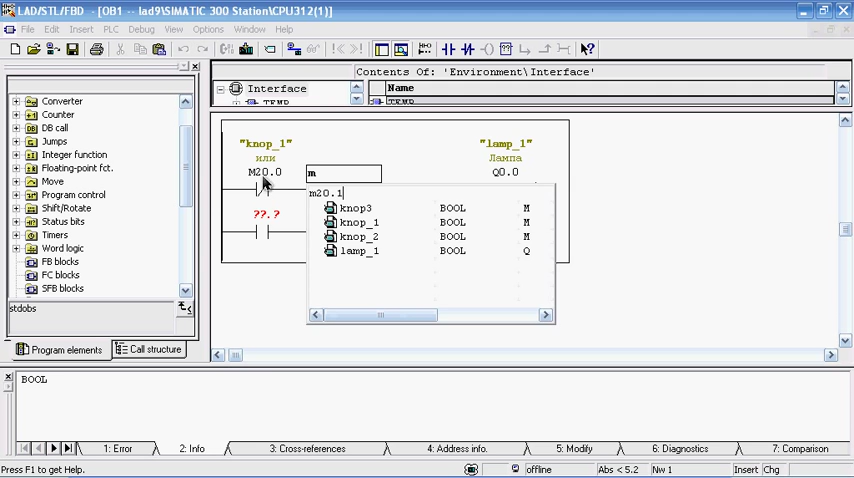 LAD/STL/FBD - [OB1 -- lad9\SIMATIC 300 Station\CPU312(1)]
File Edit Insert PLC Debug View Options Window Help
Contents Of: 'Environment\Interface'
Interface
Name
TEMP
TEMP
Converter
Counter
DB call
Jumps
Integer function
Floating-point fct.
Move
Program control
Shift/Rotate
Status bits
Timers
Word logic
FB blocks
FC blocks
SFB blocks
stdobs
Program elements
Call structure
"knop_1"
или
M20.0
??.?
m
m20.1
knop3 BOOL M
knop_1 BOOL M
knop_2 BOOL M
lamp_1 BOOL Q
"lamp_1"
Лампа
Q0.0
BOOL
1: Error 2: Info 3: Cross-references 4: Address info. 5: Modify 6: Diagnostics 7: Comparison
Press F1 to get Help.
offline
Abs < 5.2
Nw 1
Insert
Chg